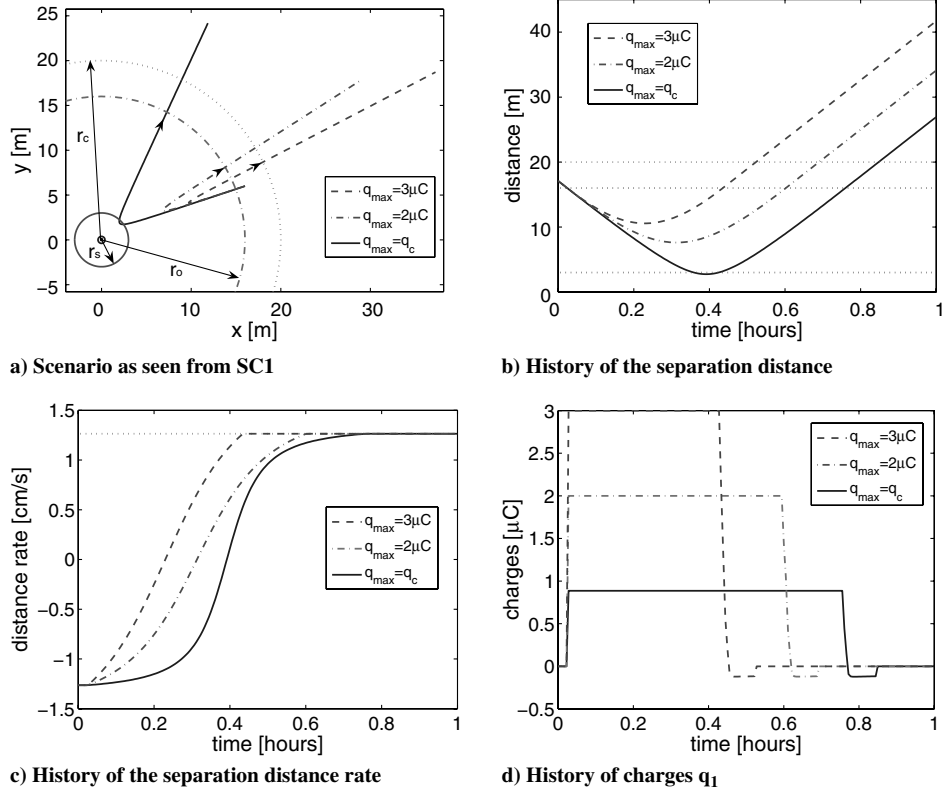 20
15
10
5
0
−5
y [m]
0
10
20
30
x [m]
r_c
r_s
r_o
q_max=3μC
q_max=2μC
q_max=q_c
a) Scenario as seen from SC1
40
30
20
10
0
distance [m]
0
0.2
0.4
0.6
0.8
1
time [hours]
q_max=3μC
q_max=2μC
q_max=q_c
b) History of the separation distance
1.5
1
0.5
0
−0.5
−1
−1.5
distance rate [cm/s]
0
0.2
0.4
0.6
0.8
1
time [hours]
q_max=3μC
q_max=2μC
q_max=q_c
c) History of the separation distance rate
3
2.5
2
1.5
1
0.5
0
−0.5
charges [μC]
0
0.2
0.4
0.6
0.8
1
time [hours]
q_max=3μC
q_max=2μC
q_max=q_c
d) History of charges q₁